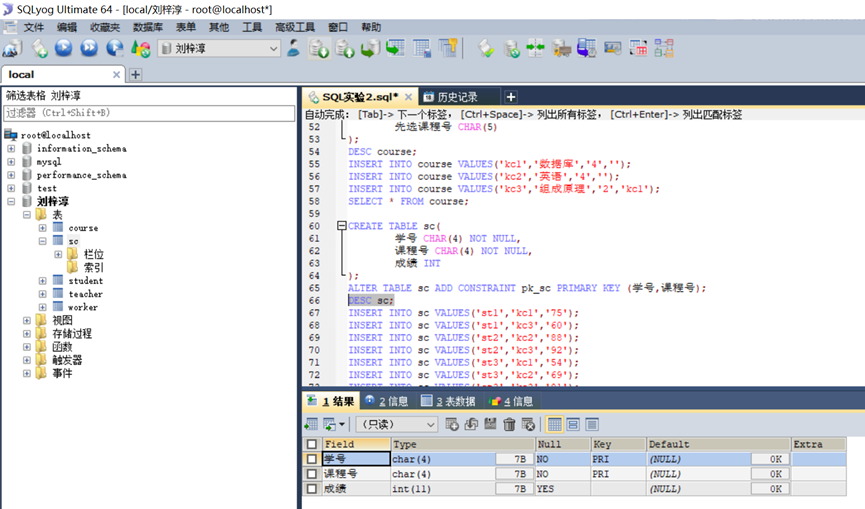 SQLyog Ultimate 64 - [local/刘梓淳 - root@localhost*]
文件 编辑 收藏夹 数据库 表单 其他 工具 高级工具 窗口 帮助
刘梓淳
local
筛选表格 刘梓淳
过滤器 (Ctrl+Shift+B)
root@localhost
information_schema
mysql
performance_schema
test
刘梓淳
表
course
sc
栏位
索引
student
teacher
worker
视图
存储过程
函数
触发器
事件
SQL实验2.sql* 历史记录
自动完成: [Tab]-> 下一个标签, [Ctrl+Space]-> 列出所有标签, [Ctrl+Enter]-> 列出匹配标签
52 先选课程号 CHAR(5)
53 );
54 DESC course;
55 INSERT INTO course VALUES('kc1','数据库','4','');
56 INSERT INTO course VALUES('kc2','英语','4','');
57 INSERT INTO course VALUES('kc3','组成原理','2','kc1');
58 SELECT * FROM course;
59
60 CREATE TABLE sc(
61 学号 CHAR(4) NOT NULL,
62 课程号 CHAR(4) NOT NULL,
63 成绩 INT
64 );
65 ALTER TABLE sc ADD CONSTRAINT pk_sc PRIMARY KEY (学号,课程号);
66 DESC sc;
67 INSERT INTO sc VALUES('st1','kc1','75');
68 INSERT INTO sc VALUES('st1','kc3','60');
69 INSERT INTO sc VALUES('st2','kc2','88');
70 INSERT INTO sc VALUES('st2','kc3','92');
71 INSERT INTO sc VALUES('st3','kc1','54');
72 INSERT INTO sc VALUES('st3','kc2','69');
1 结果 2 信息 3 表数据 4 信息
(只读)
Field Type Null Key Default Extra
学号 char(4) 7B NO PRI (NULL) 0K
课程号 char(4) 7B NO PRI (NULL) 0K
成绩 int(11) 7B YES (NULL) 0K